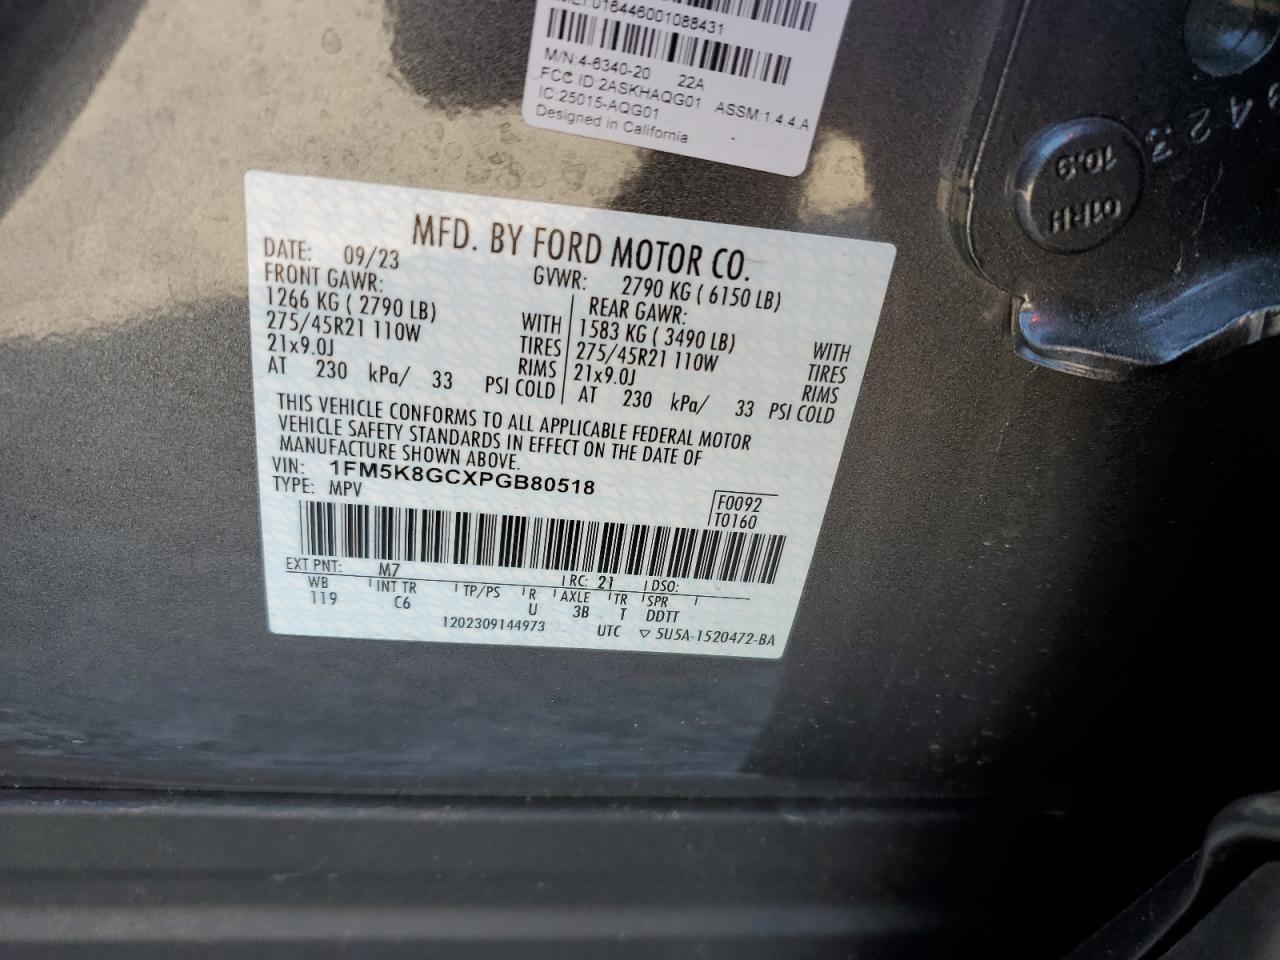 016446001088431
M/N:4-6340-20 22A
FCC ID:2ASKHAQG01 ASSM:1.4.4.A
IC:25015-AQG01
Designed in California
9423
10.9
01RH
MFD. BY FORD MOTOR CO.
DATE: 09/23 GVWR: 2790 KG ( 6150 LB)
FRONT GAWR: REAR GAWR:
1266 KG ( 2790 LB) WITH 1583 KG ( 3490 LB) WITH
275/45R21 110W TIRES 275/45R21 110W TIRES
21x9.0J RIMS 21x9.0J RIMS
AT 230 kPa/ 33 PSI COLD AT 230 kPa/ 33 PSI COLD
THIS VEHICLE CONFORMS TO ALL APPLICABLE FEDERAL MOTOR
VEHICLE SAFETY STANDARDS IN EFFECT ON THE DATE OF
MANUFACTURE SHOWN ABOVE.
VIN: 1FM5K8GCXPGB80518
TYPE: MPV F0092
T0160
EXT PNT: M7 RC: 21 DSO:
WB INT TR TP/PS R AXLE TR SPR
119 C6 U 3B T DDTT
1202309144973 UTC ▽ 5U5A-1520472-BA